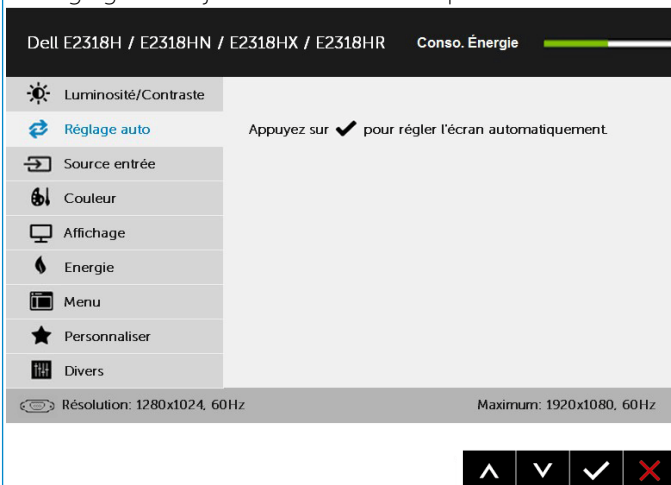 Dell E2318H / E2318HN / E2318HX / E2318HR Conso. Énergie
Luminosité/Contraste
Réglage auto
Appuyez sur ✔ pour régler l'écran automatiquement.
Source entrée
Couleur
Affichage
Energie
Menu
Personnaliser
Divers
Résolution: 1280x1024, 60Hz Maximum: 1920x1080, 60Hz